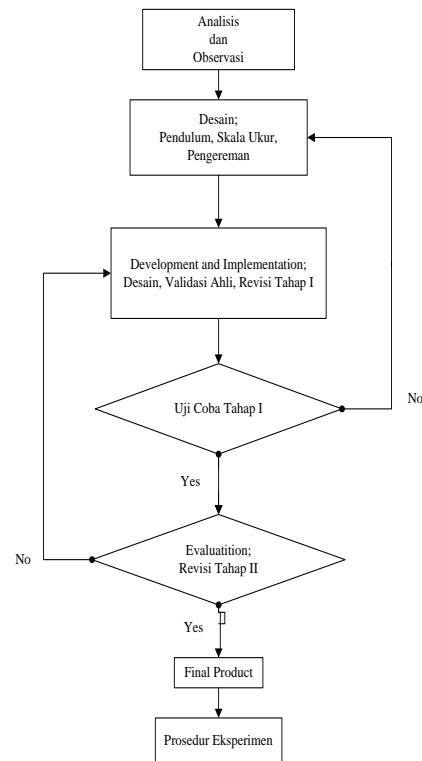 Analisis
dan
Observasi
Desain;
Pendulum, Skala Ukur,
Pengereman
Development and Implementation;
Desain, Validasi Ahli, Revisi Tahap I
Uji Coba Tahap I
No
Yes
Evaluatition;
Revisi Tahap II
No
Yes
Final Product
Prosedur Eksperimen